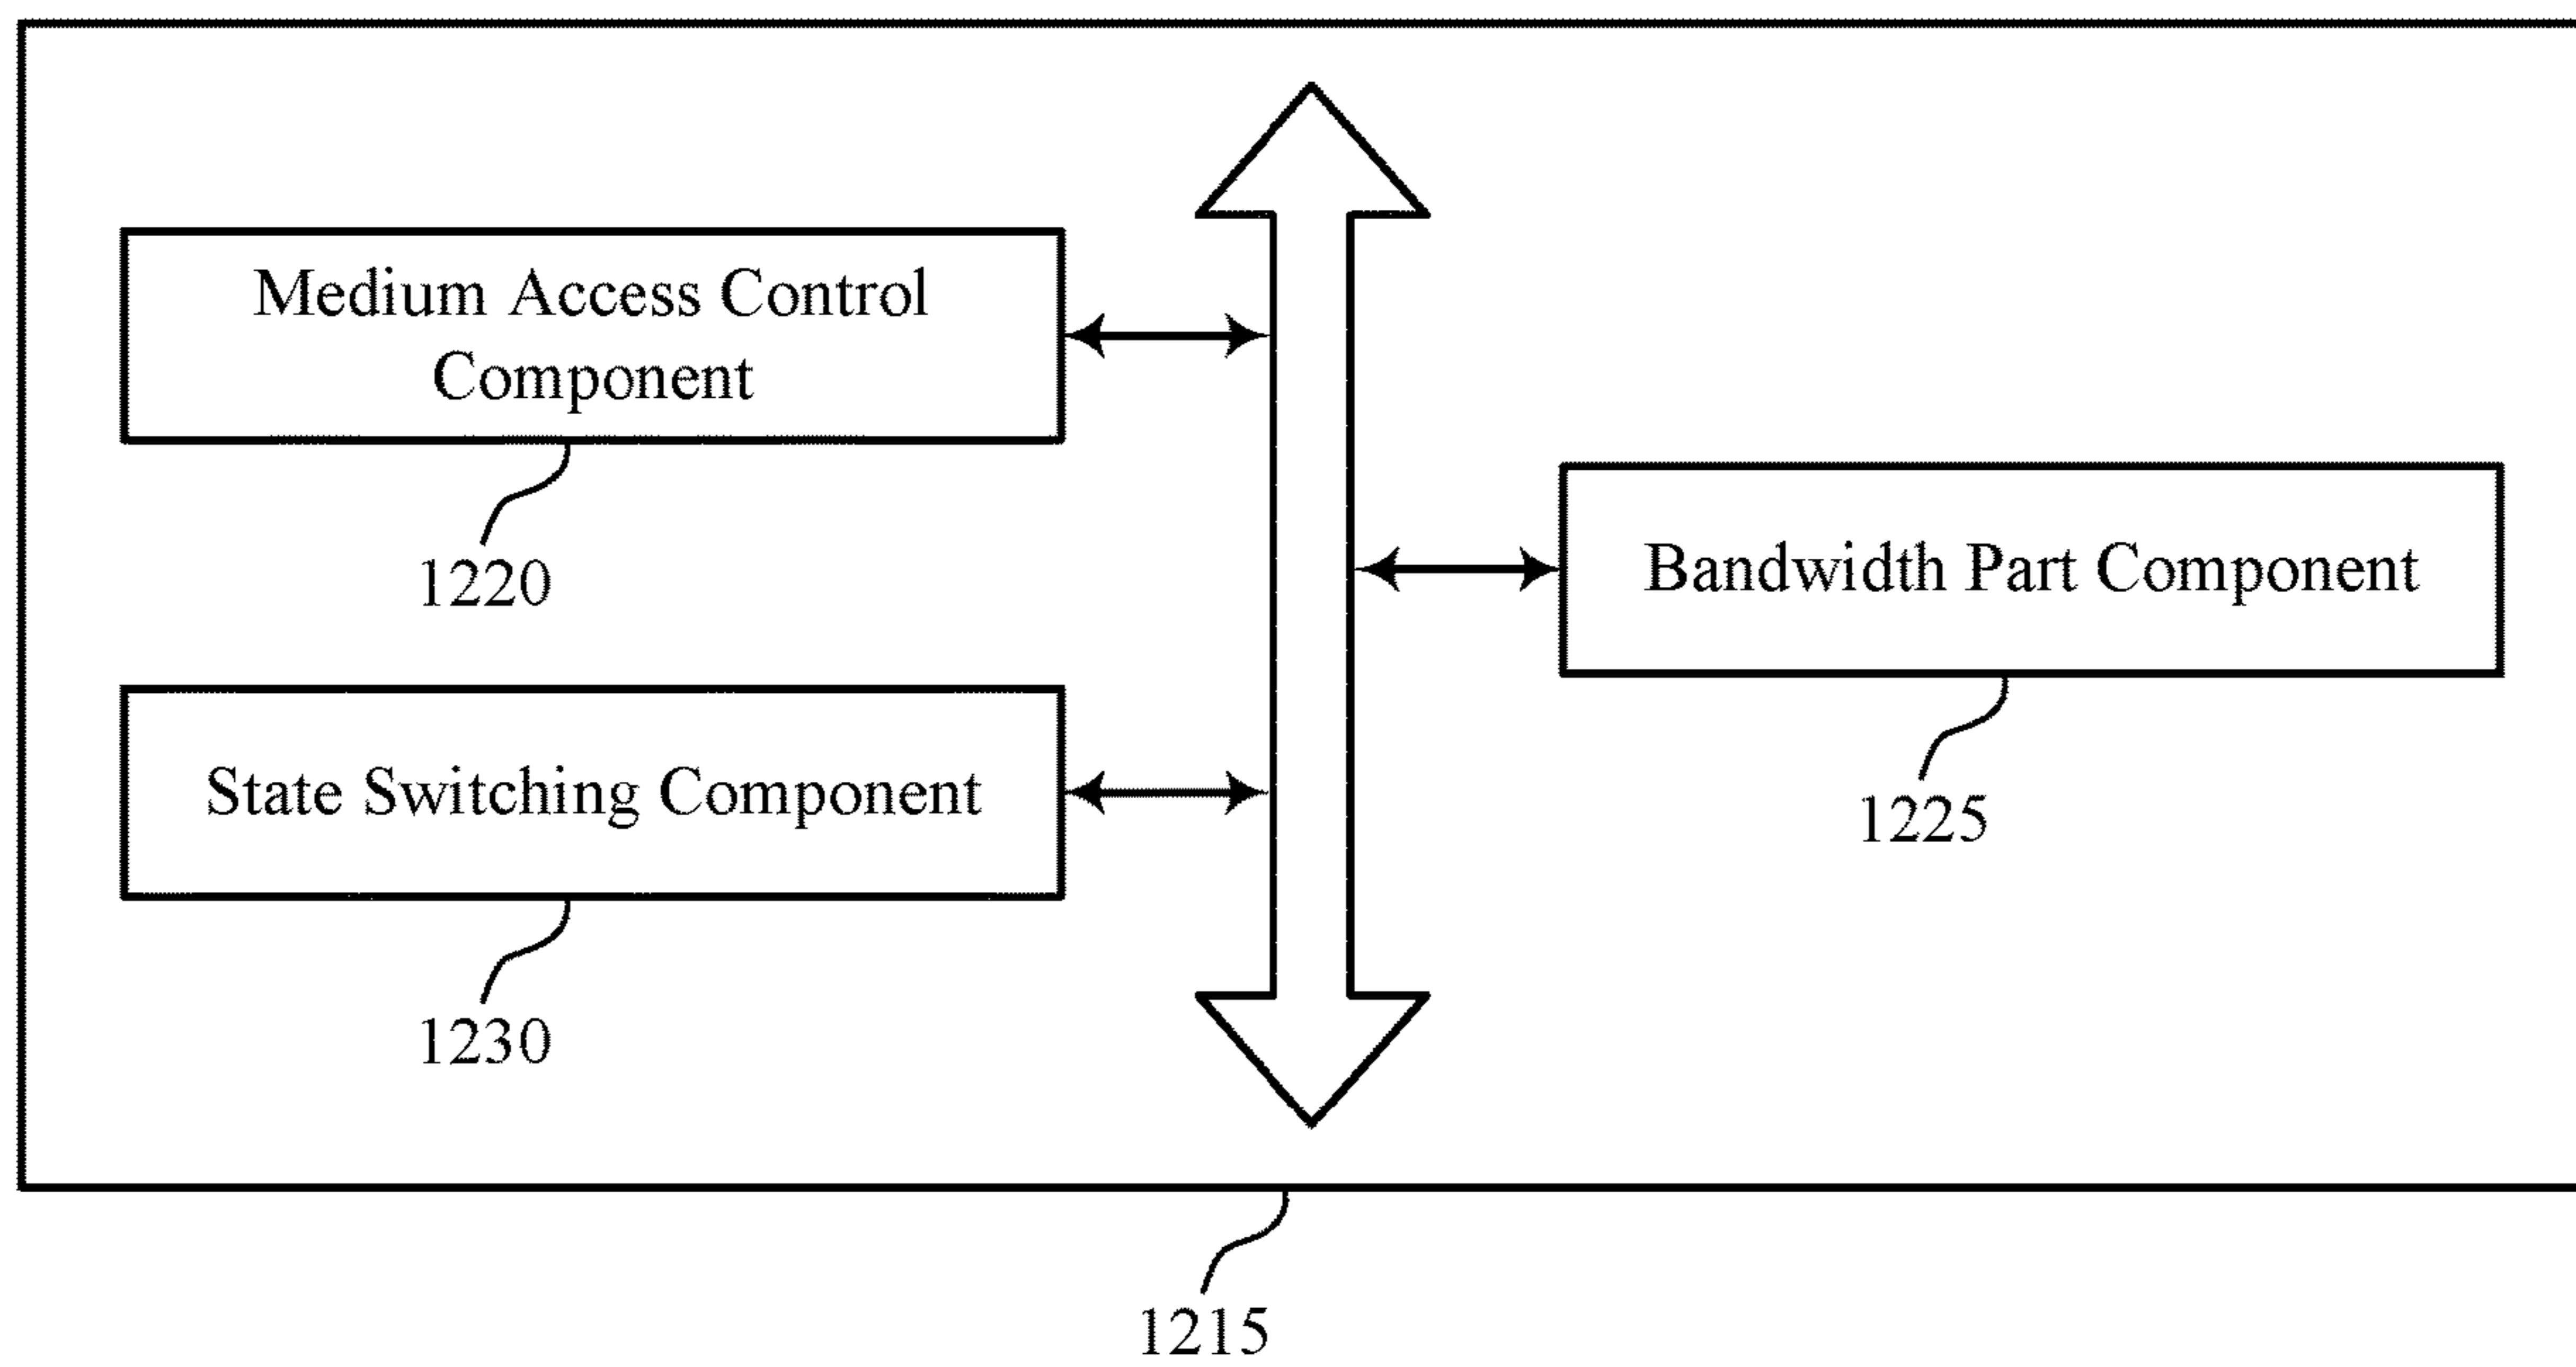 Medium Access Control
Component
1220
Bandwidth Part Component
1225
State Switching Component
1230
1215